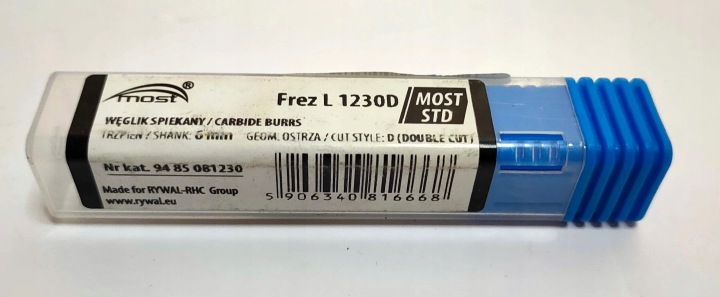 most®
Frez L 1230D
MOST STD
WĘGLIK SPIEKANY / CARBIDE BURRS
TRZPIEŃ / SHANK: 6 mm GEOM. OSTRZA / CUT STYLE: D (DOUBLE CUT)
Nr kat. 94 85 081230
Made for RYWAL-RHC Group
www.rywal.eu
5 906340 816668